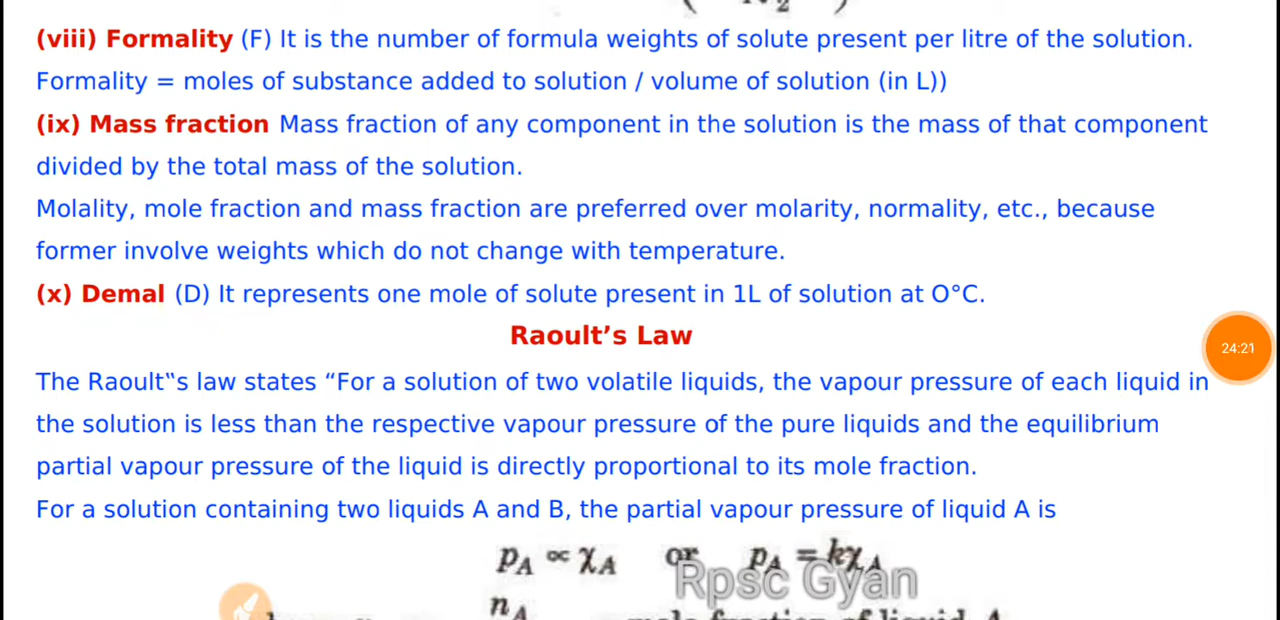 (viii) Formality (F) It is the number of formula weights of solute present per litre of the solution.
Formality = moles of substance added to solution / volume of solution (in L))
(ix) Mass fraction Mass fraction of any component in the solution is the mass of that component
divided by the total mass of the solution.
Molality, mole fraction and mass fraction are preferred over molarity, normality, etc., because
former involve weights which do not change with temperature.
(x) Demal (D) It represents one mole of solute present in 1L of solution at O°C.
Raoult’s Law
24:21
The Raoult‟s law states “For a solution of two volatile liquids, the vapour pressure of each liquid in
the solution is less than the respective vapour pressure of the pure liquids and the equilibrium
partial vapour pressure of the liquid is directly proportional to its mole fraction.
For a solution containing two liquids A and B, the partial vapour pressure of liquid A is
pA ∝ χA or pA = kχA
Rpsc Gyan
nA
mole fraction of liquid A